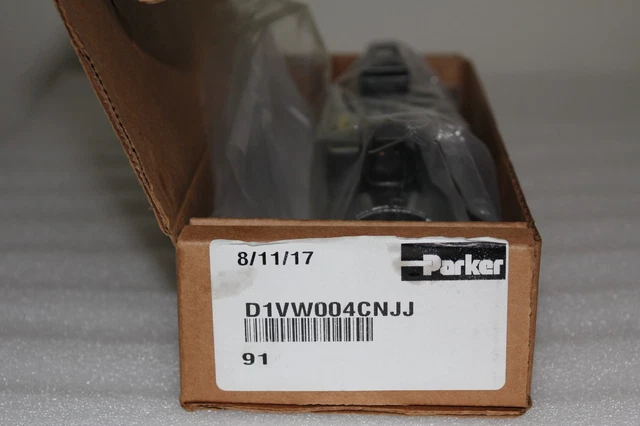 8/11/17
Parker
D1VW004CNJJ
91